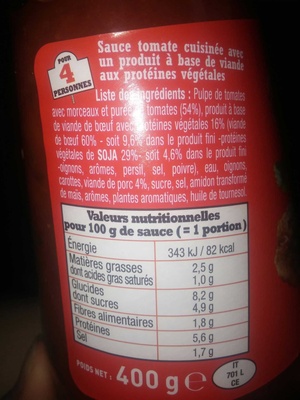 POUR
4
PERSONNES
Sauce tomate cuisinée avec
un produit à base de viande
aux protéines végétales
Liste des ingrédients : Pulpe de tomates
avec morceaux et purée de tomates (54%), produit à base
de viande de bœuf avec protéines végétales 16% (viande
de bœuf 60% - soit 9,6% dans le produit fini -protéines
végétales de SOJA 29%- soit 4,6% dans le produit fini
-oignons, arômes, persil, sel, poivre), eau, oignons,
carottes, viande de porc 4%, sucre, sel, amidon transformé
de maïs, arômes, plantes aromatiques, huile de tournesol.
Valeurs nutritionnelles
pour 100 g de sauce (= 1 portion)
Énergie 343 kJ / 82 kcal
Matières grasses 2,5 g
dont acides gras saturés 1,0 g
Glucides 8,2 g
dont sucres 4,9 g
Fibres alimentaires 1,8 g
Protéines 5,6 g
Sel 1,7 g
POIDS NET : 400 g e
IT
701 L
CE